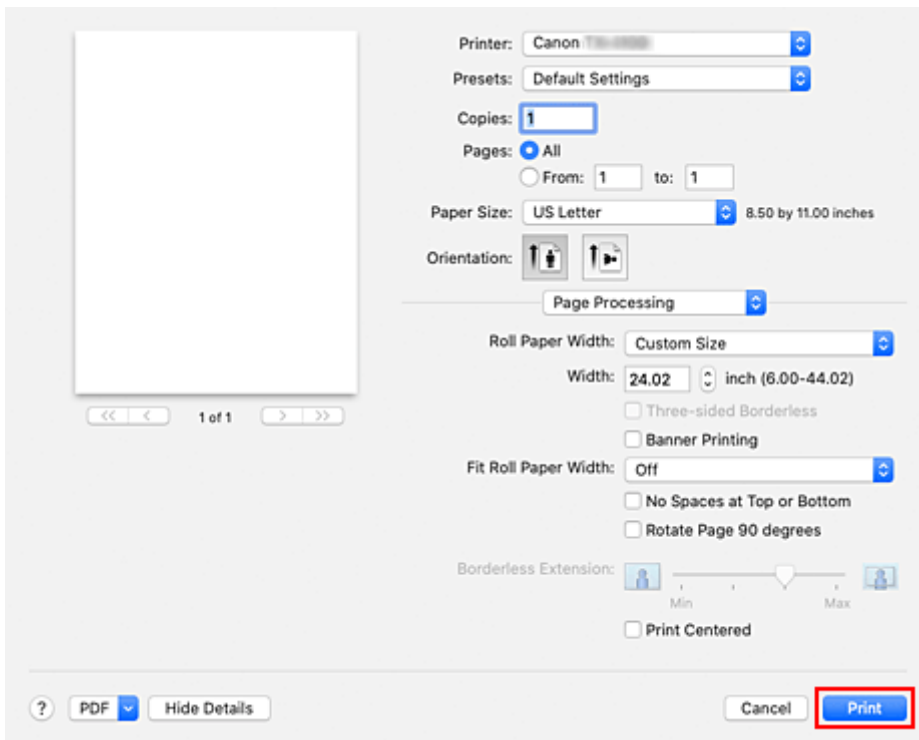 Printer: Canon
Presets: Default Settings
Copies: 1
Pages: All
From: 1 to: 1
Paper Size: US Letter 8.50 by 11.00 inches
Orientation:
Page Processing
Roll Paper Width: Custom Size
Width: 24.02 inch (6.00-44.02)
Three-sided Borderless
<< < 1 of 1 > >>
Banner Printing
Fit Roll Paper Width: Off
No Spaces at Top or Bottom
Rotate Page 90 degrees
Borderless Extension:
Min Max
Print Centered
? PDF Hide Details Cancel Print